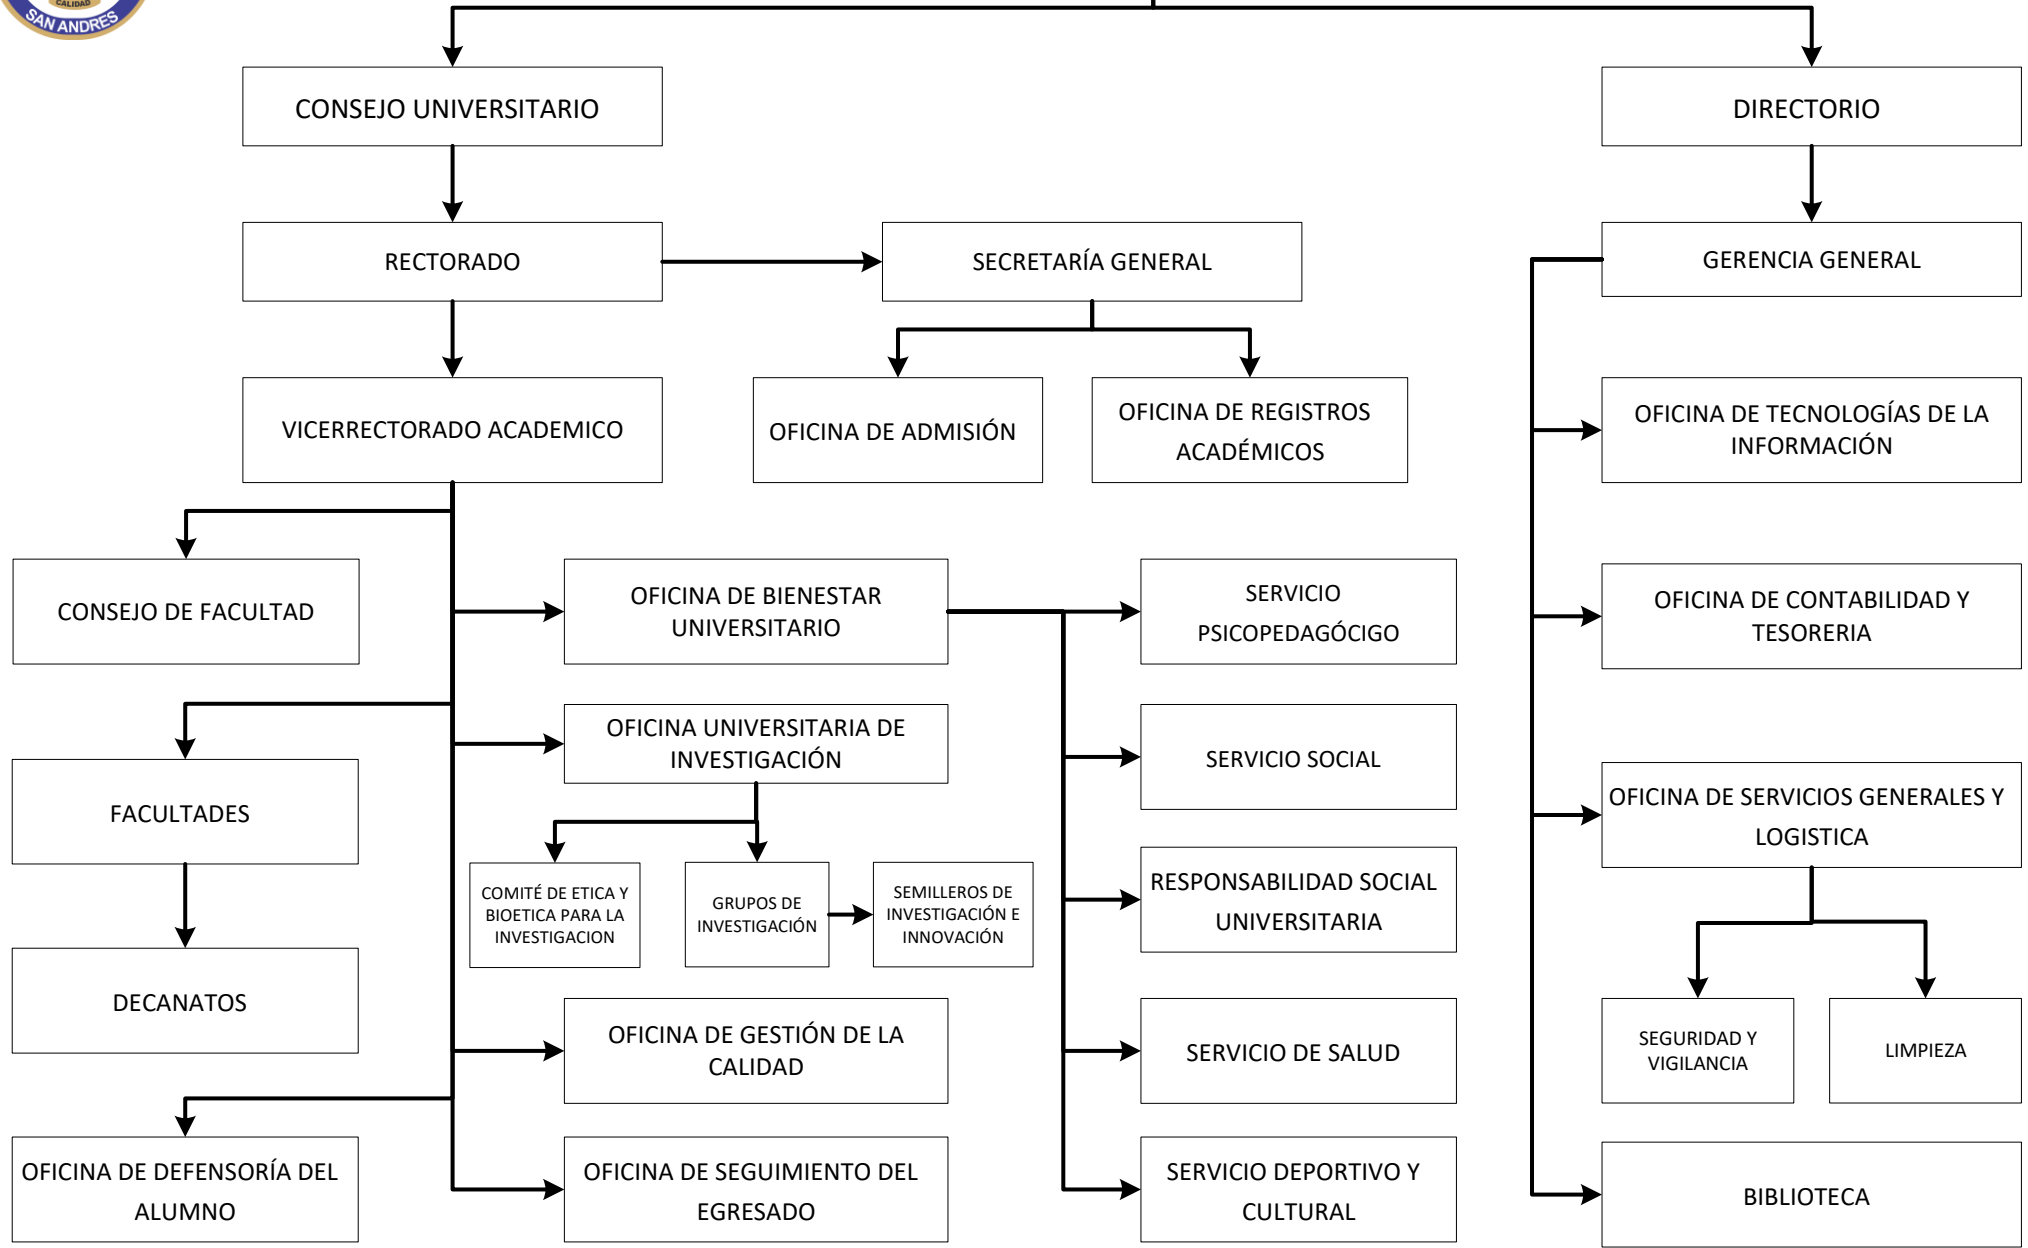 CALIDAD
SAN ANDRES
CONSEJO UNIVERSITARIO
DIRECTORIO
RECTORADO
SECRETARÍA GENERAL
GERENCIA GENERAL
VICERRECTORADO ACADEMICO
OFICINA DE ADMISIÓN
OFICINA DE REGISTROS
ACADÉMICOS
OFICINA DE TECNOLOGÍAS DE LA
INFORMACIÓN
CONSEJO DE FACULTAD
OFICINA DE BIENESTAR
UNIVERSITARIO
SERVICIO
PSICOPEDAGÓCIGO
OFICINA DE CONTABILIDAD Y
TESORERIA
FACULTADES
OFICINA UNIVERSITARIA DE
INVESTIGACIÓN
SERVICIO SOCIAL
OFICINA DE SERVICIOS GENERALES Y
LOGISTICA
COMITÉ DE ETICA Y
BIOETICA PARA LA
INVESTIGACION
GRUPOS DE
INVESTIGACIÓN
SEMILLEROS DE
INVESTIGACIÓN E
INNOVACIÓN
RESPONSABILIDAD SOCIAL
UNIVERSITARIA
DECANATOS
OFICINA DE GESTIÓN DE LA
CALIDAD
SERVICIO DE SALUD
SEGURIDAD Y
VIGILANCIA
LIMPIEZA
OFICINA DE DEFENSORÍA DEL
ALUMNO
OFICINA DE SEGUIMIENTO DEL
EGRESADO
SERVICIO DEPORTIVO Y
CULTURAL
BIBLIOTECA